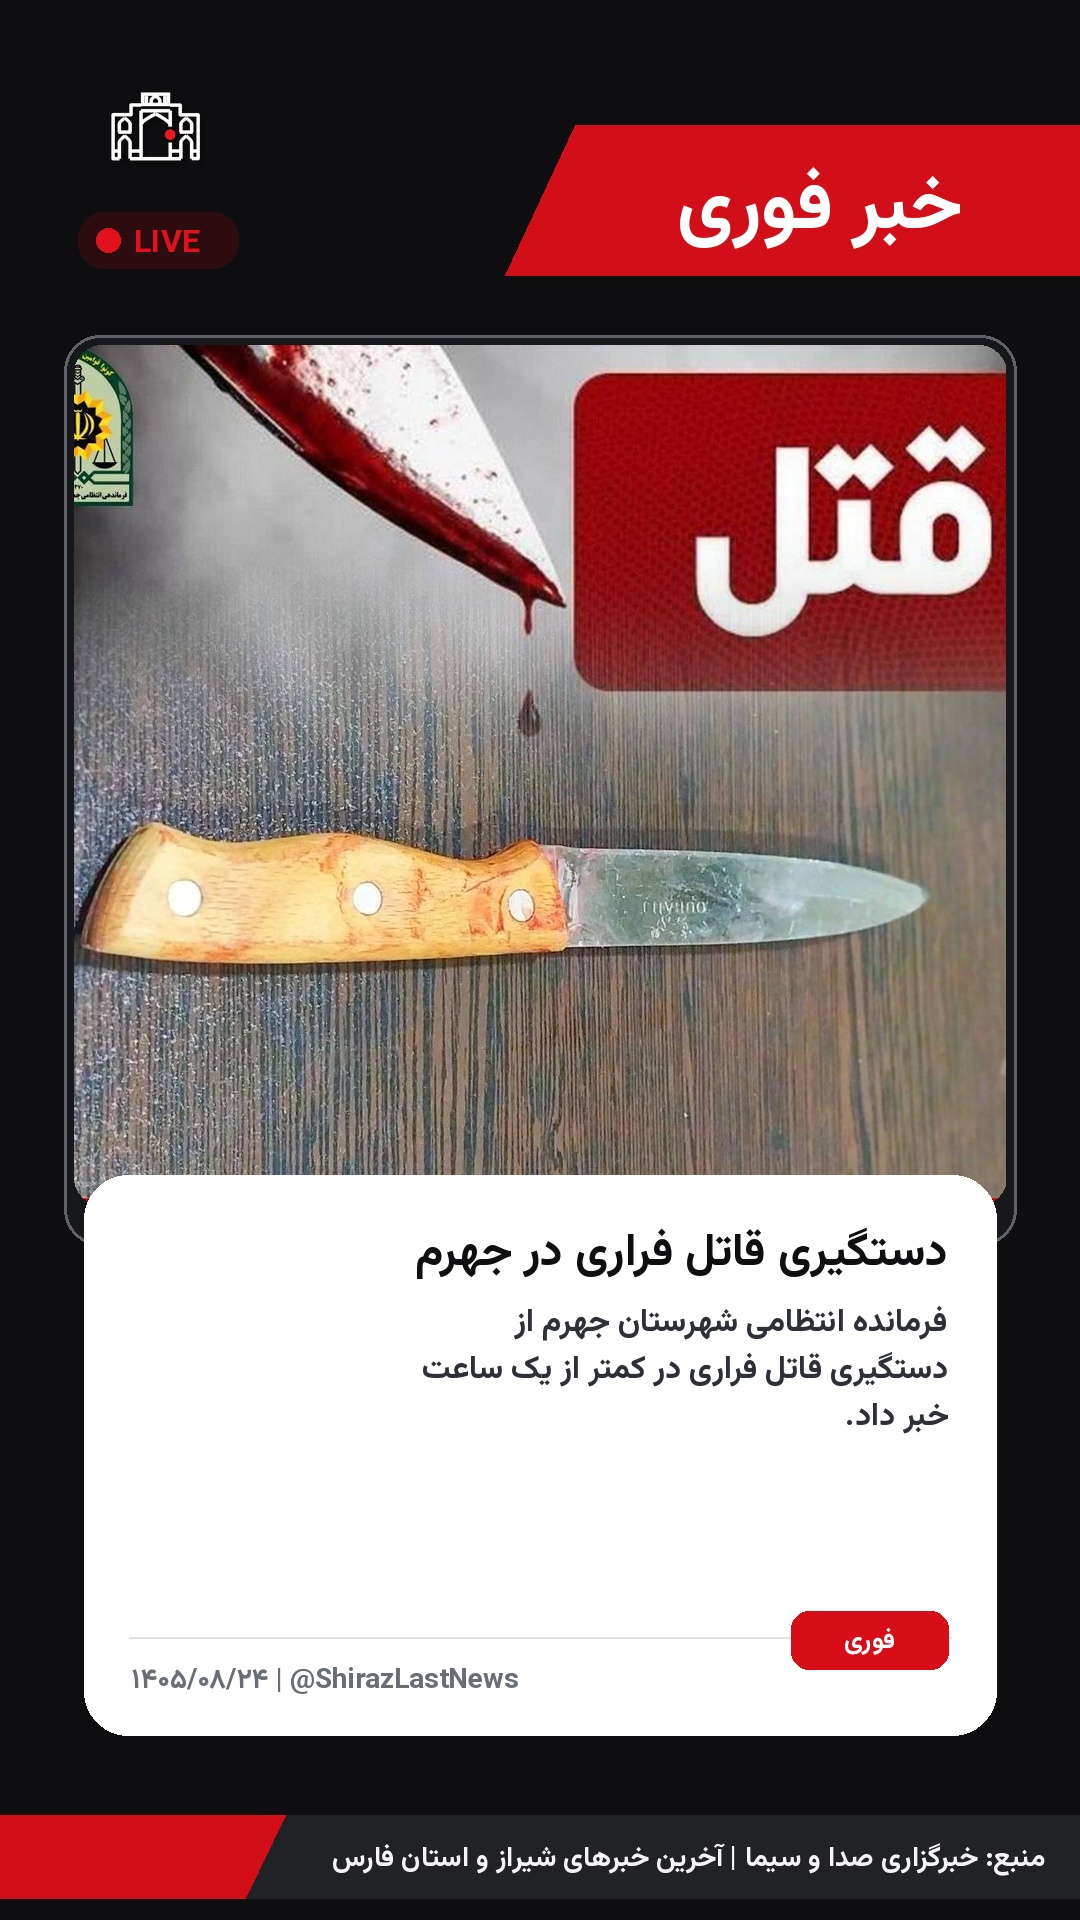 خبر فوری
LIVE
قتل
دستگیری قاتل فراری در جهرم
فرمانده انتظامی شهرستان جهرم از
دستگیری قاتل فراری در کمتر از یک ساعت
خبر داد.
فوری
۱۴۰۵/۰۸/۲۴ | @ShirazLastNews
منبع: خبرگزاری صدا و سیما | آخرین خبرهای شیراز و استان فارس